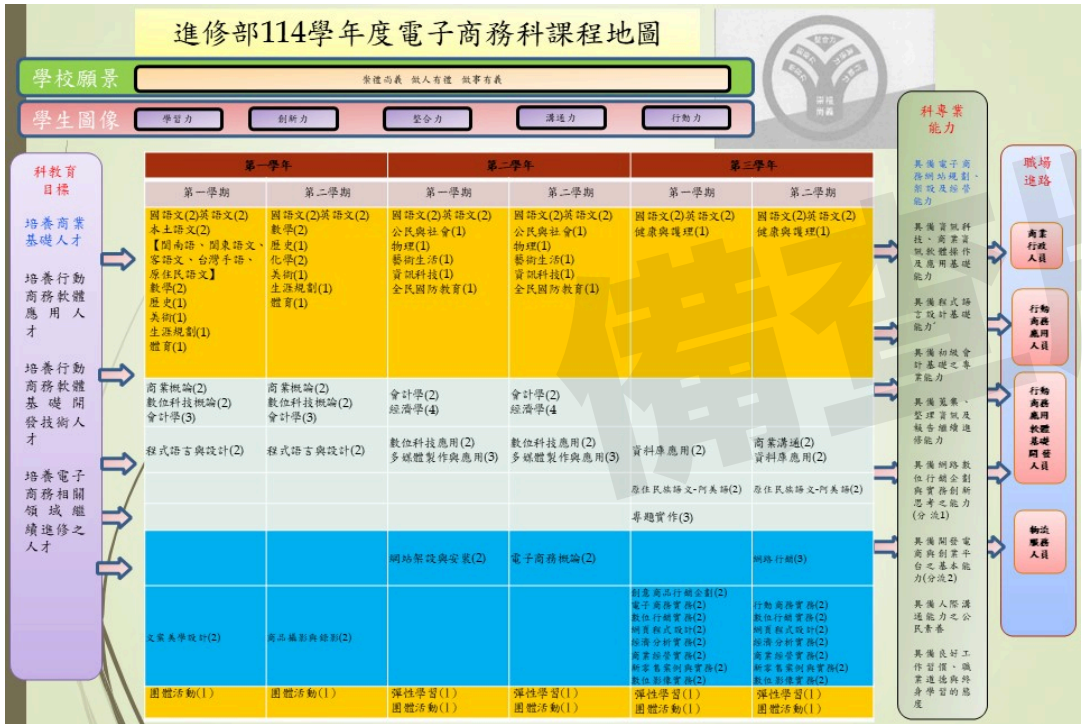 進修部114學年度電子商務科課程地圖
整合力
崇禮
尚義
學校願景
崇禮尚義 做人有禮 做事有義
學生圖像
學習力
創新力
整合力
溝通力
行動力
科教育
目標
培養商業
基礎人才
培養行動
商務軟體
應用人
才
培養行動
商務軟體
基礎開
發技術人
才
培養電子
商務相關
領域繼
續進修之
人才
第一學年
第二學年
第三學年
第一學期
第二學期
第一學期
第二學期
第一學期
第二學期
國語文(2)英語文(2)
本土語文(2)
【閩南語、閩東語文、
客語文、台灣手語、
原住民語文】
數學(2)
歷史(1)
美術(1)
生涯規劃(1)
體育(1)
國語文(2)英語文(2)
數學(2)
歷史(1)
化學(2)
美術(1)
生涯規劃(1)
體育(1)
國語文(2)英語文(2)
公民與社會(1)
物理(1)
藝術生活(1)
資訊科技(1)
全民國防教育(1)
國語文(2)英語文(2)
公民與社會(1)
物理(1)
藝術生活(1)
資訊科技(1)
全民國防教育(1)
國語文(2)英語文(2)
健康與護理(1)
國語文(2)英語文(2)
健康與護理(1)
商業概論(2)
數位科技概論(2)
會計學(3)
商業概論(2)
數位科技概論(2)
會計學(3)
會計學(2)
經濟學(4)
會計學(2)
經濟學(4
程式語言與設計(2)
程式語言與設計(2)
數位科技應用(2)
多媒體製作與應用(3)
數位科技應用(2)
多媒體製作與應用(3)
資料庫應用(2)
商業溝通(2)
資料庫應用(2)
原住民族語文-阿美語(2)
原住民族語文-阿美語(2)
專題實作(3)
網站架設與安裝(2)
電子商務概論(2)
網路行銷(3)
文案美學設計(2)
商品攝影與錄影(2)
創意商品行銷企劃(2)
電子商務實務(2)
數位行銷實務(2)
網頁程式設計(2)
經濟分析實務(2)
商業經營實務(2)
新零售案例與實務(2)
數位影像實務(2)
行動商務實務(2)
數位行銷實務(2)
網頁程式設計(2)
經濟分析實務(2)
商業經營實務(2)
新零售案例與實務(2)
數位影像實務(2)
團體活動(1)
團體活動(1)
彈性學習(1)
團體活動(1)
彈性學習(1)
團體活動(1)
彈性學習(1)
團體活動(1)
彈性學習(1)
團體活動(1)
科專業
能力
具備電子商
務網站規劃、
架設及經營
能力
具備資訊科
技、商業資
訊軟體操作
及應用基礎
能力
具備程式語
言設計基礎
能力
具備初級會
計基礎之專
業能力
具備蒐集、
整理資訊及
報告繼續進
修能力
具備網路數
位行銷企劃
與實務創新
思考之能力
(分流1)
具備開發電
商與創業平
台之基本能
力(分流2)
具備人際溝
通能力之公
民素養
具備良好工
作習慣、職
業道德與終
身學習的態
度
職場
進路
商業
行政
人員
行動
商務
應用
人員
行動
商務
應用
軟體
基礎
開發
人員
物流
服務
人員
備查